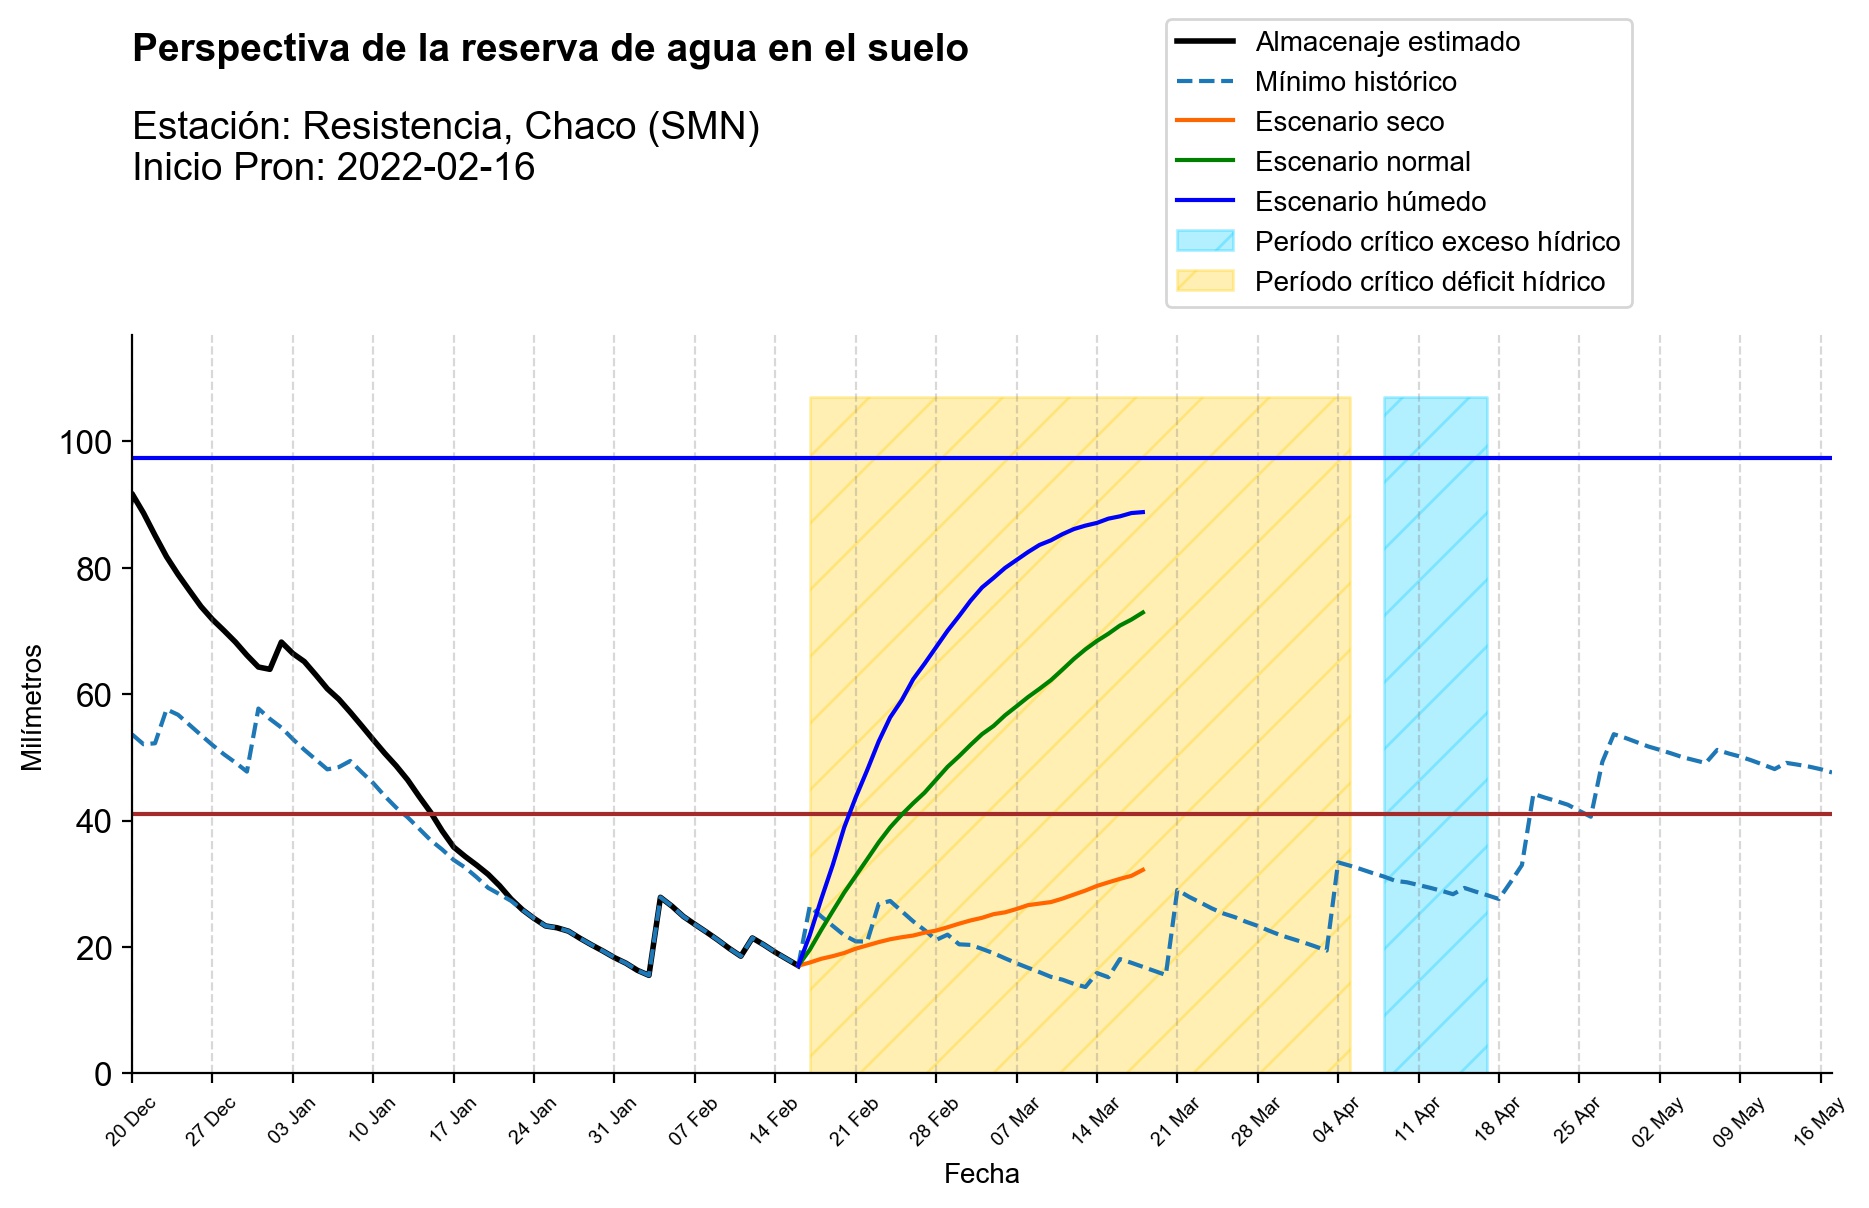 Perspectiva de la reserva de agua en el suelo
Estación: Resistencia, Chaco (SMN)
Inicio Pron: 2022-02-16
Almacenaje estimado
Mínimo histórico
Escenario seco
Escenario normal
Escenario húmedo
Período crítico exceso hídrico
Período crítico déficit hídrico
Milímetros
100
80
60
40
20
0
20 Dec
27 Dec
03 Jan
10 Jan
17 Jan
24 Jan
31 Jan
07 Feb
14 Feb
21 Feb
28 Feb
07 Mar
14 Mar
21 Mar
28 Mar
04 Apr
11 Apr
18 Apr
25 Apr
02 May
09 May
16 May
Fecha